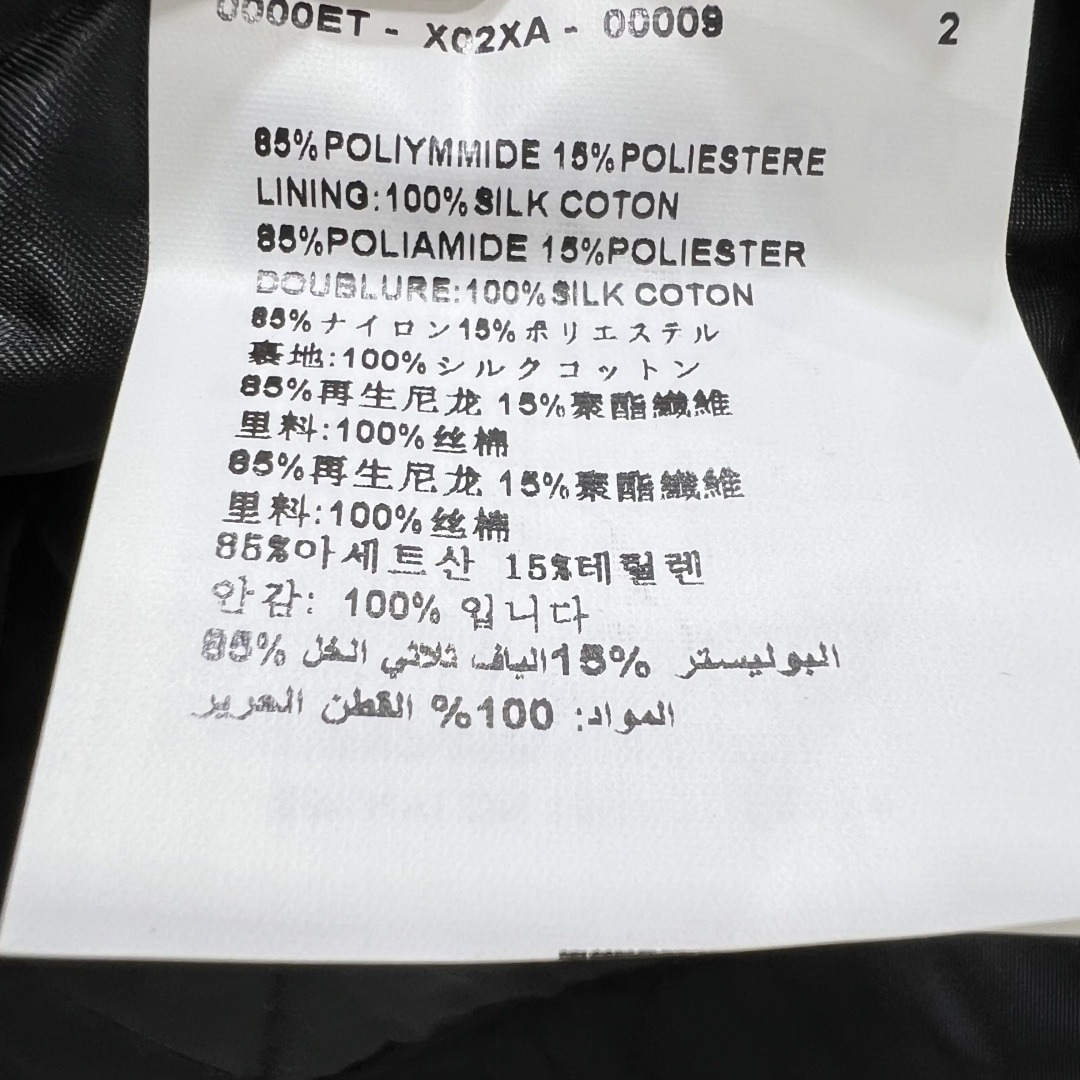 0000ET - X02XA - 00009 2
85%POLIYMMIDE 15%POLIESTERE
LINING:100%SILK COTON
85%POLIAMIDE 15%POLIESTER
DOUBLURE:100%SILK COTON
85%ナイロン15%ポリエステル
裏地:100%シルクコットン
85%再生尼龙 15%聚酯纖維
里料:100%丝棉
85%再生尼龙 15%聚酯纖維
里料:100%丝棉
85%아세트산 15%테릴렌
안감: 100% 입니다
85% الياف ثلاثي الخل 15% البوليستر
المواد: 100% القطن الحرير